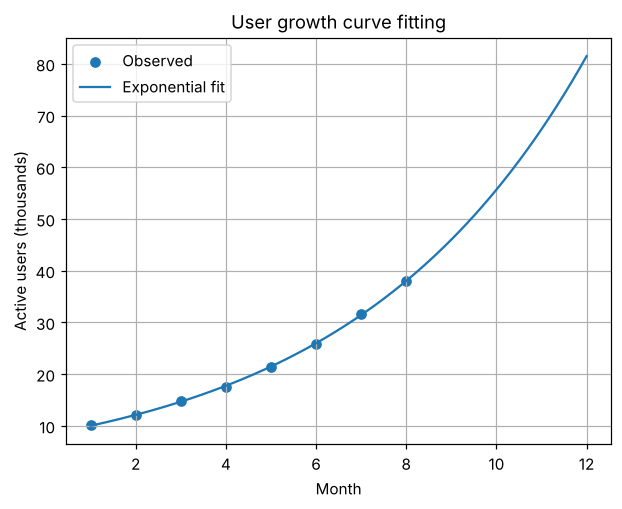 User growth curve fitting
Observed
Exponential fit
Active users (thousands)
80
70
60
50
40
30
20
10
2 4 6 8 10 12
Month